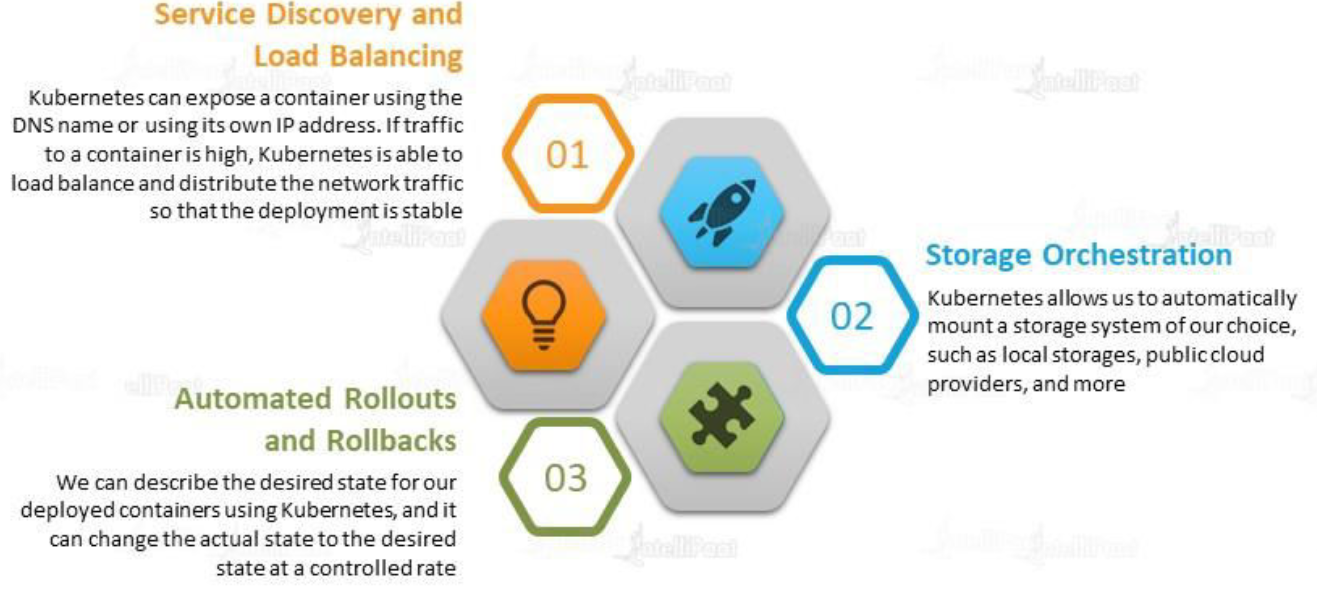 Service Discovery and
Load Balancing
Kubernetes can expose a container using the
DNS name or using its own IP address. If traffic
to a container is high, Kubernetes is able to
load balance and distribute the network traffic
so that the deployment is stable
01
02
Storage Orchestration
Kubernetes allows us to automatically
mount a storage system of our choice,
such as local storages, public cloud
providers, and more
Automated Rollouts
and Rollbacks
We can describe the desired state for our
deployed containers using Kubernetes, and it
can change the actual state to the desired
state at a controlled rate
03